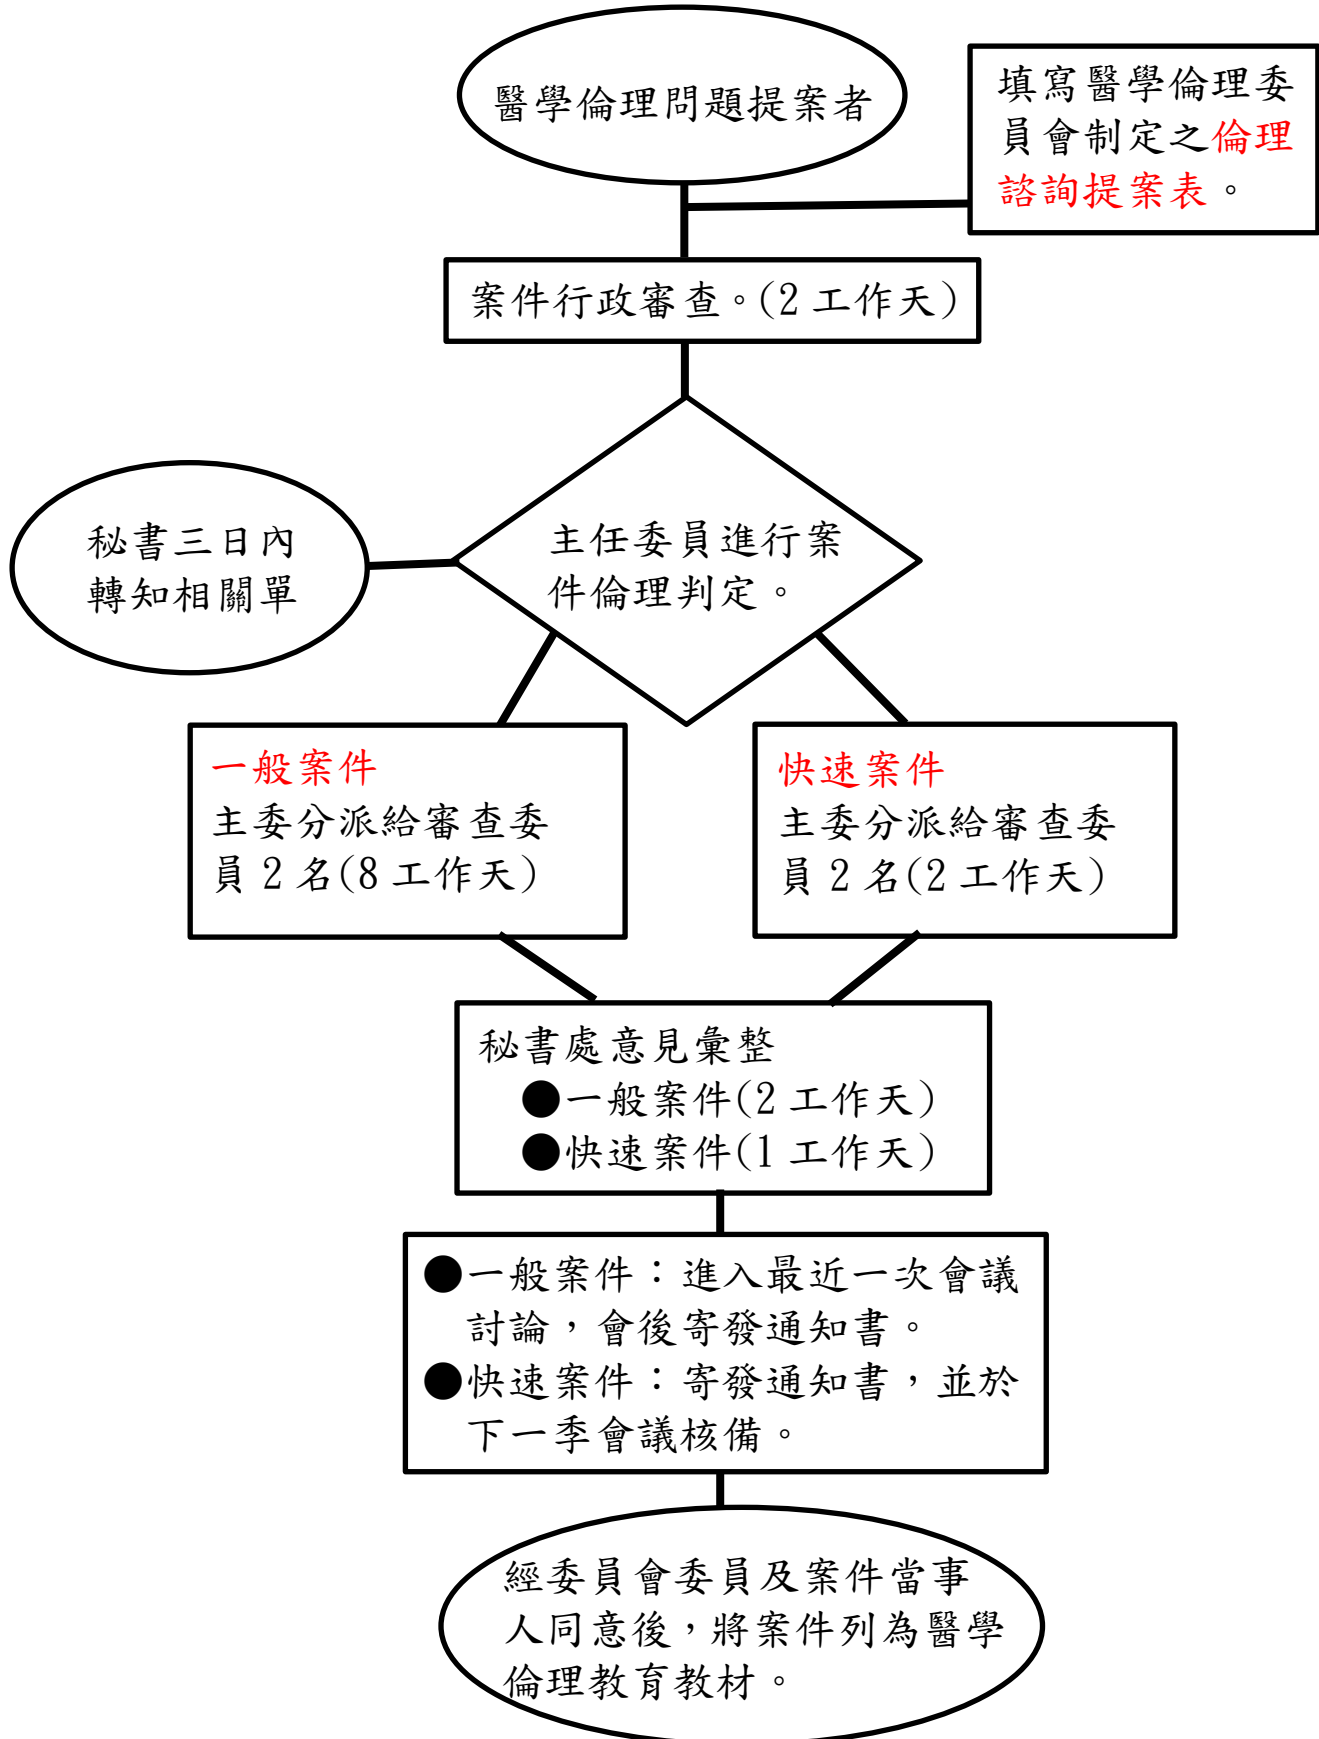 醫學倫理問題提案者
填寫醫學倫理委
員會制定之倫理
諮詢提案表。
案件行政審查。(2 工作天)
主任委員進行案
件倫理判定。
秘書三日內
轉知相關單
一般案件
主委分派給審查委
員 2 名(8 工作天)
快速案件
主委分派給審查委
員 2 名(2 工作天)
秘書處意見彙整
●一般案件(2 工作天)
●快速案件(1 工作天)
●一般案件：進入最近一次會議
討論，會後寄發通知書。
●快速案件：寄發通知書，並於
下一季會議核備。
經委員會委員及案件當事
人同意後，將案件列為醫學
倫理教育教材。